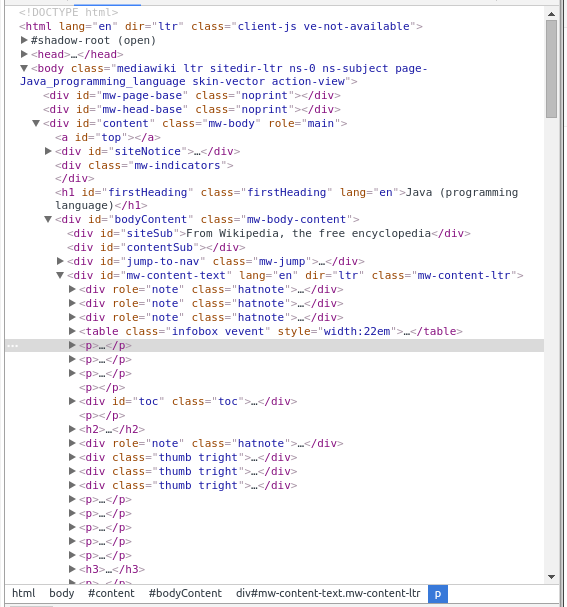 <!DOCTYPE html>
<html lang="en" dir="ltr" class="client-js ve-not-available">
▶#shadow-root (open)
▶<head>…</head>
▼<body class="mediawiki ltr sitedir-ltr ns-0 ns-subject page-
Java_programming_language skin-vector action-view">
<div id="mw-page-base" class="noprint"></div>
<div id="mw-head-base" class="noprint"></div>
▼<div id="content" class="mw-body" role="main">
<a id="top"></a>
▶<div id="siteNotice">…</div>
<div class="mw-indicators">
</div>
<h1 id="firstHeading" class="firstHeading" lang="en">Java (programming
language)</h1>
▼<div id="bodyContent" class="mw-body-content">
<div id="siteSub">From Wikipedia, the free encyclopedia</div>
<div id="contentSub"></div>
▶<div id="jump-to-nav" class="mw-jump">…</div>
▼<div id="mw-content-text" lang="en" dir="ltr" class="mw-content-ltr">
▶<div role="note" class="hatnote">…</div>
▶<div role="note" class="hatnote">…</div>
▶<div role="note" class="hatnote">…</div>
▶<table class="infobox vevent" style="width:22em">…</table>
… ▶<p>…</p>
▶<p>…</p>
▶<p>…</p>
<p></p>
▶<div id="toc" class="toc">…</div>
<p></p>
▶<h2>…</h2>
▶<div role="note" class="hatnote">…</div>
▶<div class="thumb tright">…</div>
▶<div class="thumb tright">…</div>
▶<div class="thumb tright">…</div>
▶<p>…</p>
▶<p>…</p>
▶<p>…</p>
▶<p>…</p>
▶<p>…</p>
▶<h3>…</h3>
▶<p>…</p>
html body #content #bodyContent div#mw-content-text.mw-content-ltr p